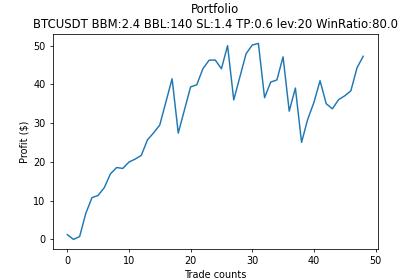 Portfolio
BTCUSDT BBM:2.4 BBL:140 SL:1.4 TP:0.6 lev:20 WinRatio:80.0
50
40
30
20
10
0
Profit ($)
0 10 20 30 40 50
Trade counts